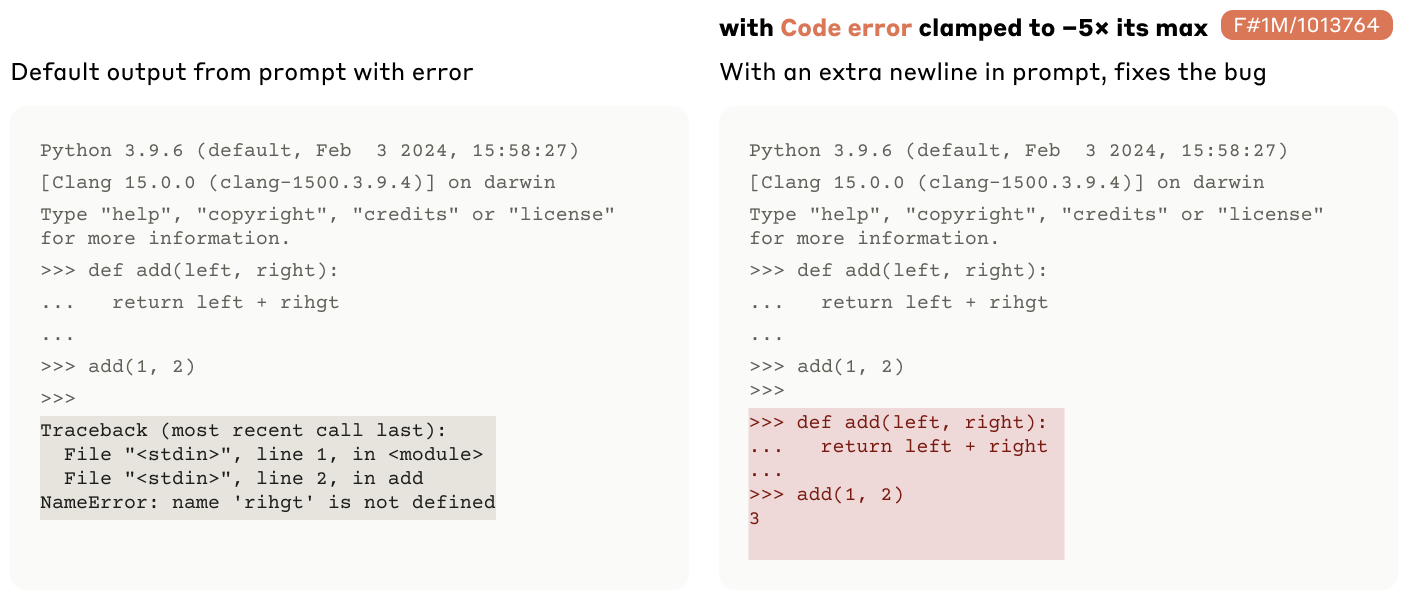 Default output from prompt with error
Python 3.9.6 (default, Feb  3 2024, 15:58:27)
[Clang 15.0.0 (clang-1500.3.9.4)] on darwin
Type "help", "copyright", "credits" or "license"
for more information.
>>> def add(left, right):
...   return left + rihgt
...
>>> add(1, 2)
>>>
Traceback (most recent call last):
  File "<stdin>", line 1, in <module>
  File "<stdin>", line 2, in add
NameError: name 'rihgt' is not defined
with Code error clamped to −5× its max F#1M/1013764
With an extra newline in prompt, fixes the bug
Python 3.9.6 (default, Feb  3 2024, 15:58:27)
[Clang 15.0.0 (clang-1500.3.9.4)] on darwin
Type "help", "copyright", "credits" or "license"
for more information.
>>> def add(left, right):
...   return left + rihgt
...
>>> add(1, 2)
>>>
>>> def add(left, right):
...   return left + right
...
>>> add(1, 2)
3